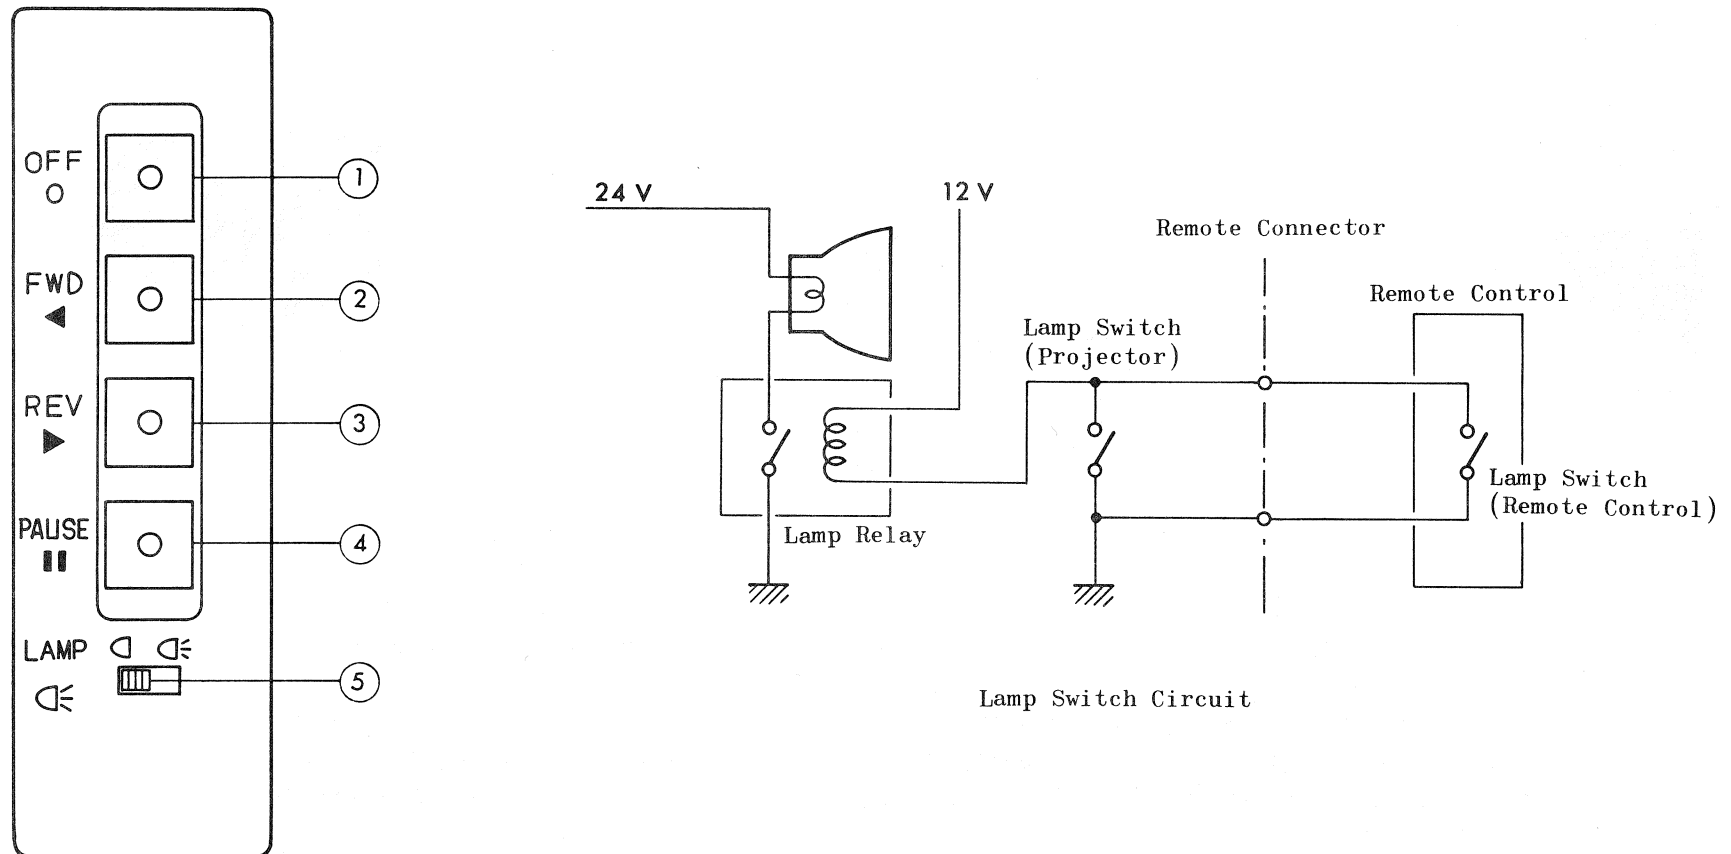 OFF
1
FWD
2
REV
3
PAUSE
4
LAMP
5
24 V
12 V
Remote Connector
Remote Control
Lamp Switch
(Projector)
Lamp Switch
(Remote Control)
Lamp Relay
Lamp Switch Circuit